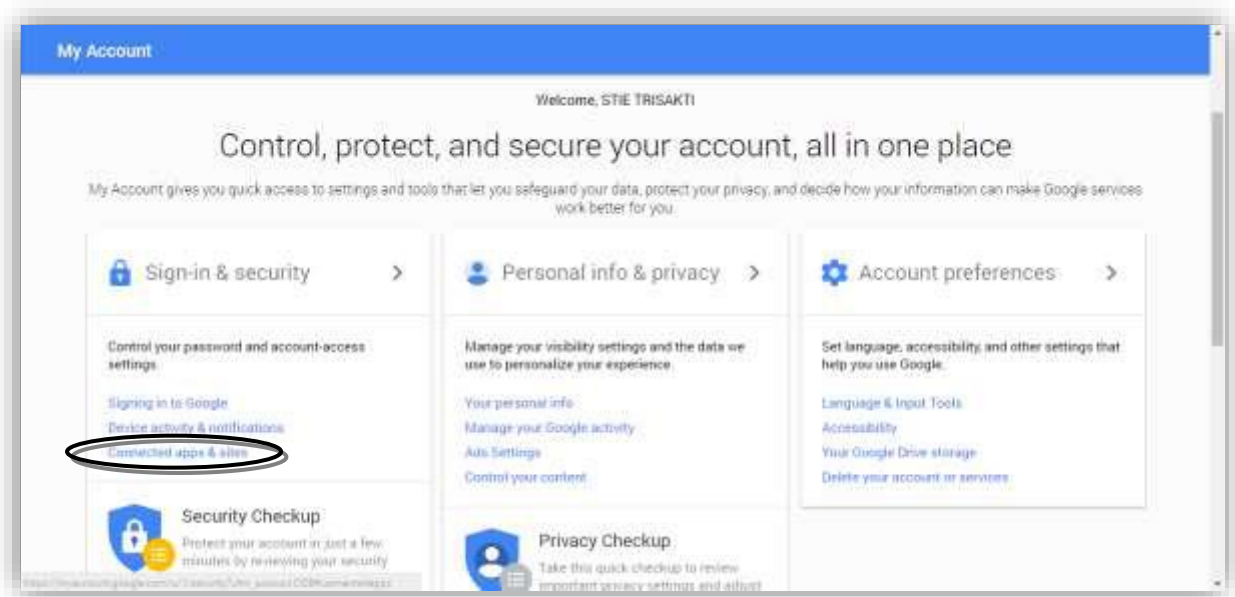 My Account
Welcome, STIE TRISAKTI
Control, protect, and secure your account, all in one place
My Account gives you quick access to settings and tools that let you safeguard your data, protect your privacy, and decide how your information can make Google services
work better for you.
Sign-in & security
Control your password and account-access
settings.
Signing in to Google
Device activity & notifications
Connected apps & sites
Security Checkup
Protect your account in just a few
minutes by reviewing your security
Personal info & privacy
Manage your visibility settings and the data we
use to personalize your experience.
Your personal info
Manage your Google activity
Ads Settings
Control your content
Privacy Checkup
Take this quick checkup to review
important privacy settings and adjust
Account preferences
Set language, accessibility, and other settings that
help you use Google.
Language & Input Tools
Accessibility
Your Google Drive storage
Delete your account or services